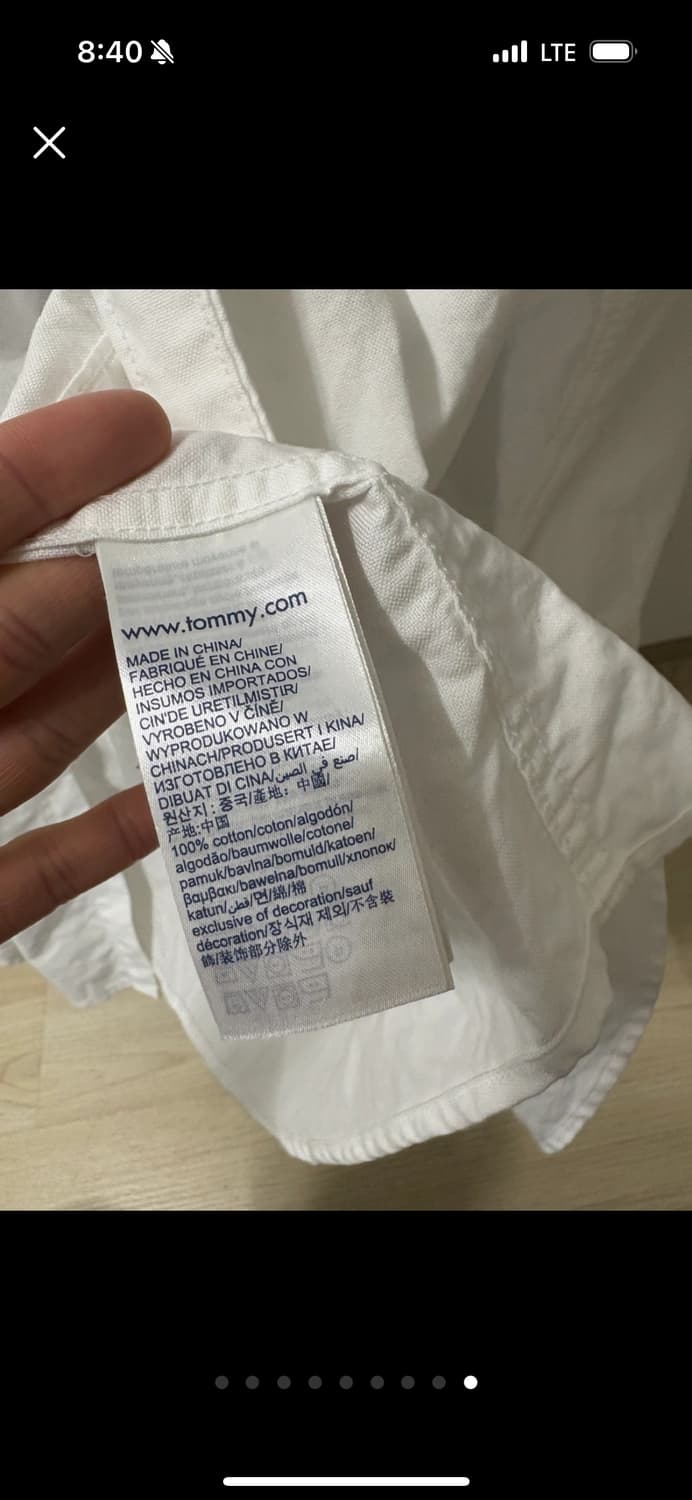 8:40
LTE
www.tommy.com
MADE IN CHINA/
FABRIQUÉ EN CHINE/
HECHO EN CHINA CON
INSUMOS IMPORTADOS/
CIN'DE URETILMISTIR/
VYROBENO V ČÍNĚ/
WYPRODUKOWANO W
CHINACH/PRODUSERT I KINA/
ИЗГОТОВЛЕНО В КИТАЕ/
DIBUAT DI CINA/صنع في الصين/
원산지 : 중국/產地: 中國/
产地:中国
100% cotton/coton/algodón/
algodão/baumwolle/cotone/
pamuk/bavlna/bomuld/katoen/
βαμβακι/bawełna/bomull/хлопок/
katun/قطن/면/綿/棉
exclusive of decoration/sauf
décoration/장식재 제외/不含裝
飾/装饰部分除外